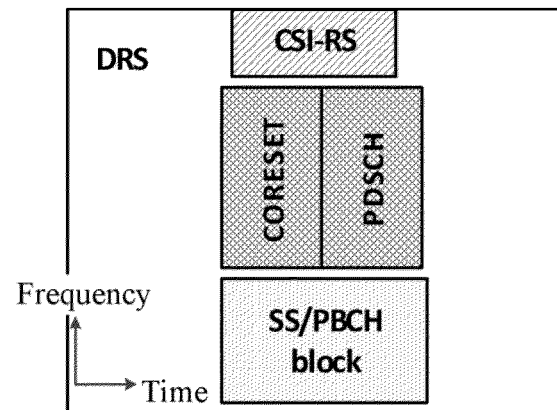 CSI-RS
DRS
CORESET
PDSCH
Frequency
SS/PBCH
block
Time